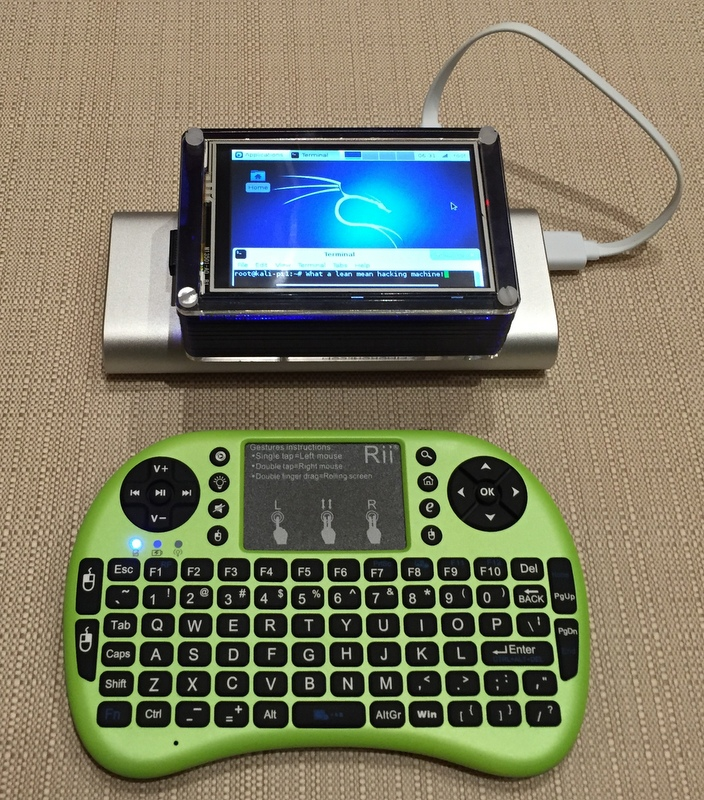 Applications Terminal
Home
Terminal
File Edit View Terminal Tabs Help
root@kali-pi1:~# What a lean mean hacking machine!
Gestures instructions:
•Single tap=Left mouse
•Double tap=Right mouse
•Double finger drag=Rolling screen
Rii
L R
V+
V−
OK
Esc F1 F2 F3 F4 F5 F6 F7 F8 F9 F10 Del
` ~ 1 ! 2 @ 3 # 4 $ 5 % 6 ^ 7 & 8 * 9 ( 0 ) BACK PgUp
Tab Q W E R T Y U I O P \ | PgDn
Caps A S D F G H J K L Enter
Shift Z X C V B N M , < . > ; : , "
Fn Ctrl - _ = + Alt AltGr Win [ { ] } / ?